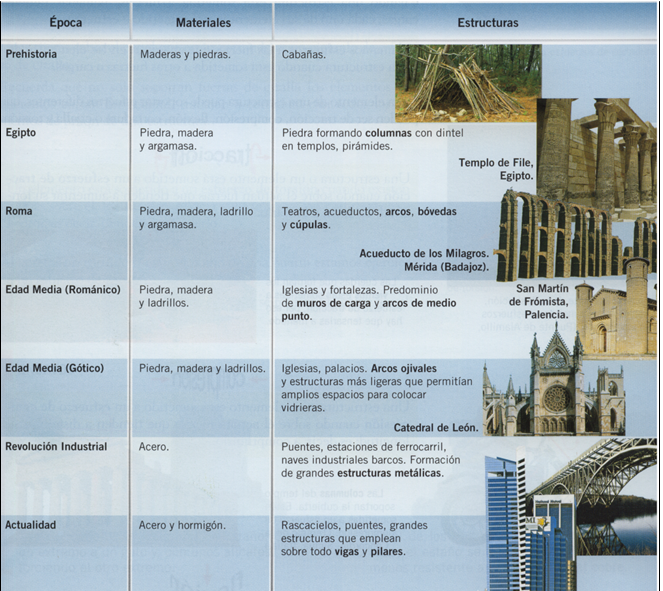 Época
Materiales
Estructuras
Prehistoria
Maderas y piedras.
Cabañas.
Egipto
Piedra, madera
y argamasa.
Piedra formando columnas con dintel
en templos, pirámides.
Templo de File,
Egipto.
Roma
Piedra, madera, ladrillo
y argamasa.
Teatros, acueductos, arcos, bóvedas
y cúpulas.
Acueducto de los Milagros.
Mérida (Badajoz).
Edad Media (Románico)
Piedra, madera
y ladrillos.
Iglesias y fortalezas. Predominio
de muros de carga y arcos de medio
punto.
San Martín
de Frómista,
Palencia.
Edad Media (Gótico)
Piedra, madera y ladrillos.
Iglesias, palacios. Arcos ojivales
y estructuras más ligeras que permitían
amplios espacios para colocar
vidrieras.
Catedral de León.
Revolución Industrial
Acero.
Puentes, estaciones de ferrocarril,
naves industriales barcos. Formación
de grandes estructuras metálicas.
Actualidad
Acero y hormigón.
Rascacielos, puentes, grandes
estructuras que emplean
sobre todo vigas y pilares.